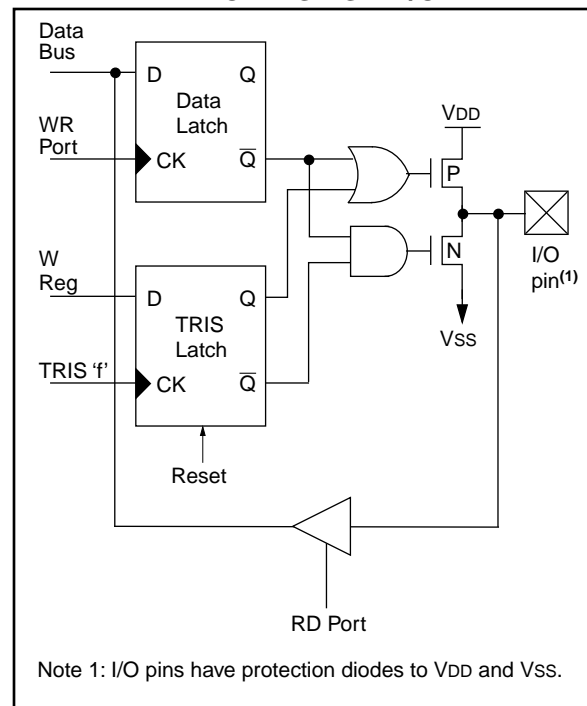 Data
Bus
D
Q
Data
Latch
WR
Port
CK
Q̅
VDD
P
N
I/O
pin(1)
VSS
W
Reg
D
Q
TRIS
Latch
TRIS 'f'
CK
Q̅
Reset
RD Port
Note 1: I/O pins have protection diodes to VDD and VSS.